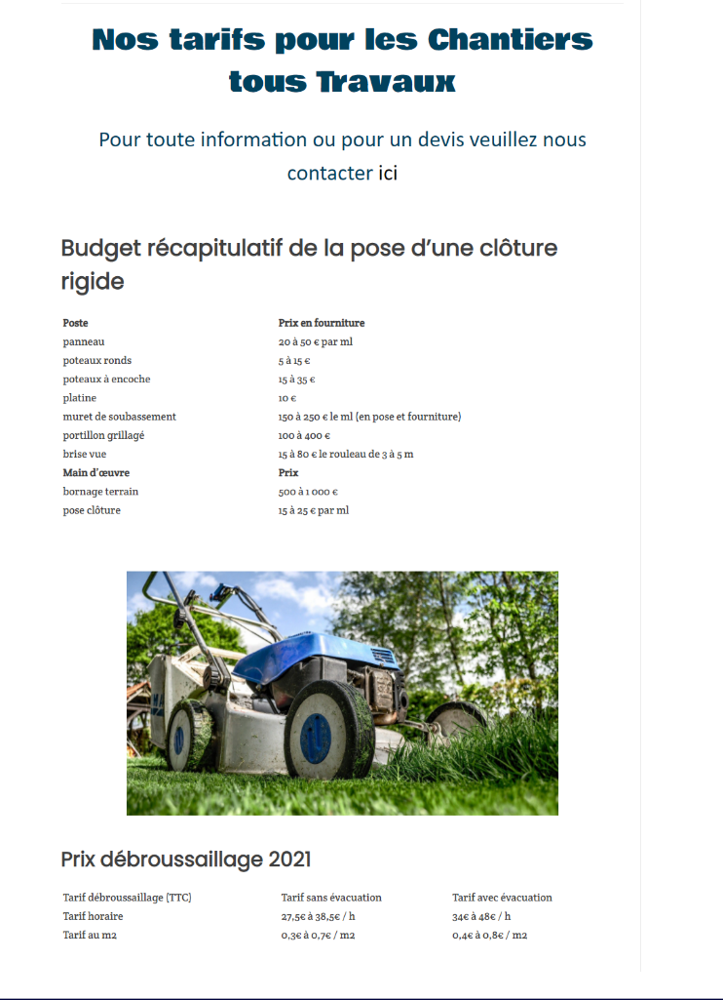 Nos tarifs pour les Chantiers
tous Travaux
Pour toute information ou pour un devis veuillez nous
contacter ici
Budget récapitulatif de la pose d’une clôture
rigide
Poste Prix en fourniture
panneau 20 à 50 € par ml
poteaux ronds 5 à 15 €
poteaux à encoche 15 à 35 €
platine 10 €
muret de soubassement 150 à 250 € le ml (en pose et fourniture)
portillon grillagé 100 à 400 €
brise vue 15 à 80 € le rouleau de 3 à 5 m
Main d’œuvre Prix
bornage terrain 500 à 1 000 €
pose clôture 15 à 25 € par ml
Prix débroussaillage 2021
Tarif débroussaillage (TTC) Tarif sans évacuation Tarif avec évacuation
Tarif horaire 27,5€ à 38,5€ / h 34€ à 48€ / h
Tarif au m2 0,3€ à 0,7€ / m2 0,4€ à 0,8€ / m2